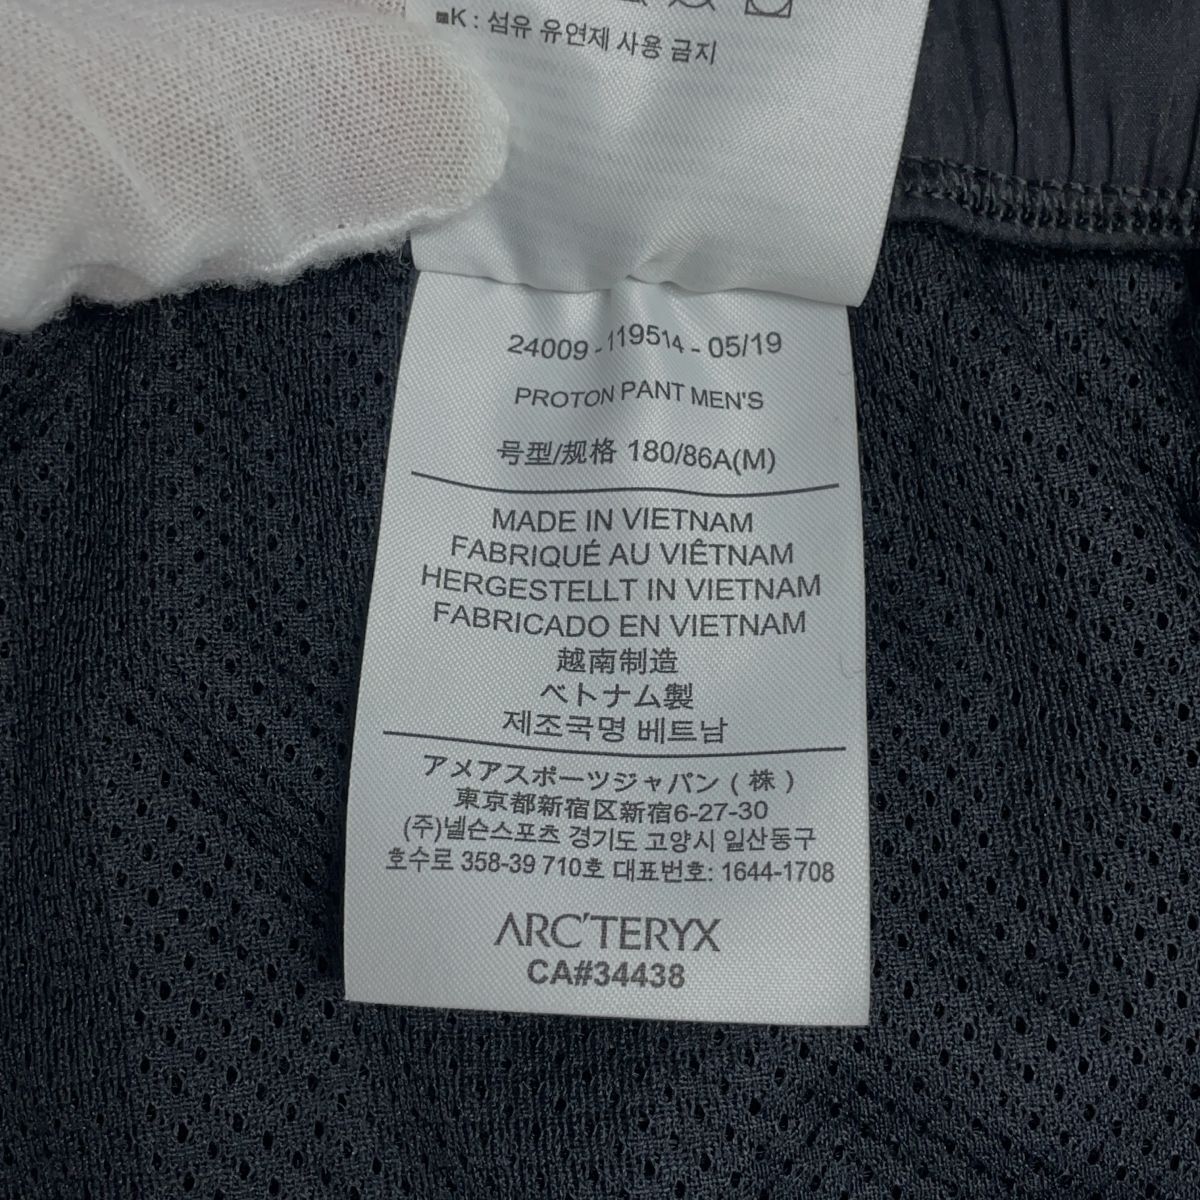 ■K : 섬유 유연제 사용 금지
24009 - 119514 - 05/19
PROTON PANT MEN'S
号型/规格 180/86A(M)
MADE IN VIETNAM
FABRIQUÉ AU VIÊTNAM
HERGESTELLT IN VIETNAM
FABRICADO EN VIETNAM
越南制造
ベトナム製
제조국명 베트남
アメアスポーツジャパン ( 株 )
東京都新宿区新宿6-27-30
(주)넬슨스포츠 경기도 고양시 일산동구
호수로 358-39 710호 대표번호: 1644-1708
ARC'TERYX
CA#34438